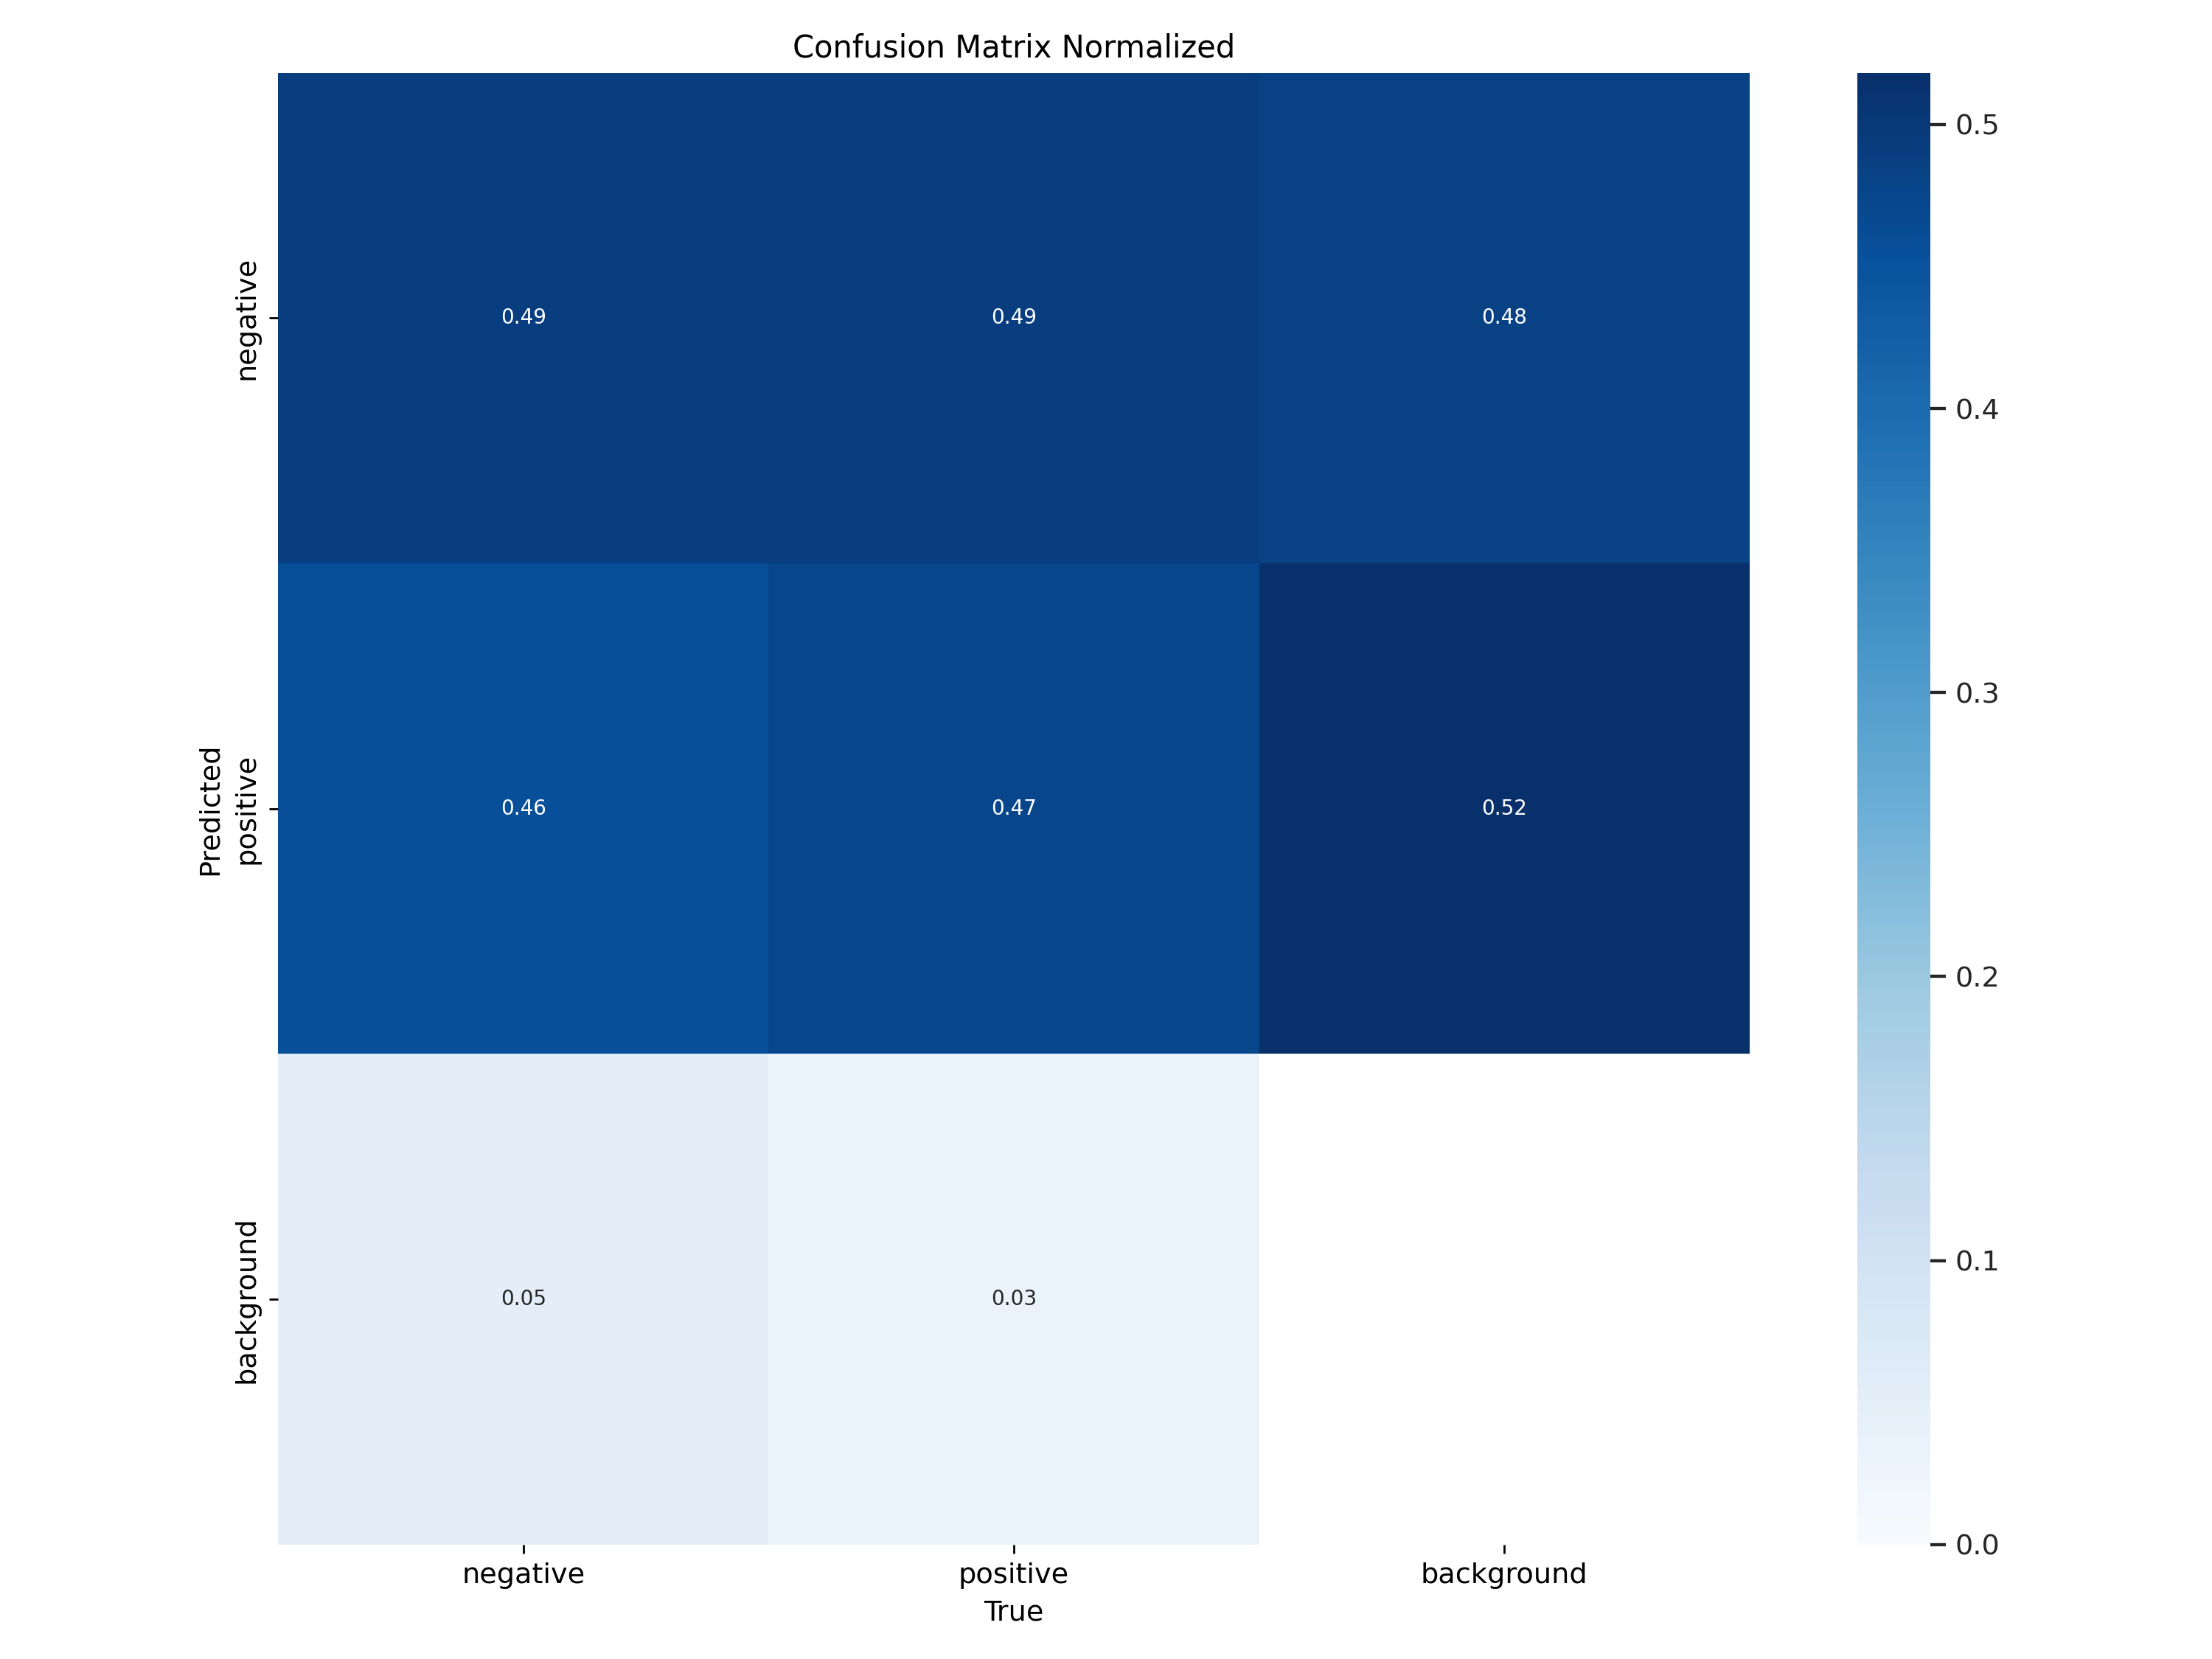 Confusion Matrix Normalized
negative
0.49
0.49
0.48
Predicted
positive
0.46
0.47
0.52
background
0.05
0.03
negative
positive
background
True
0.5
0.4
0.3
0.2
0.1
0.0